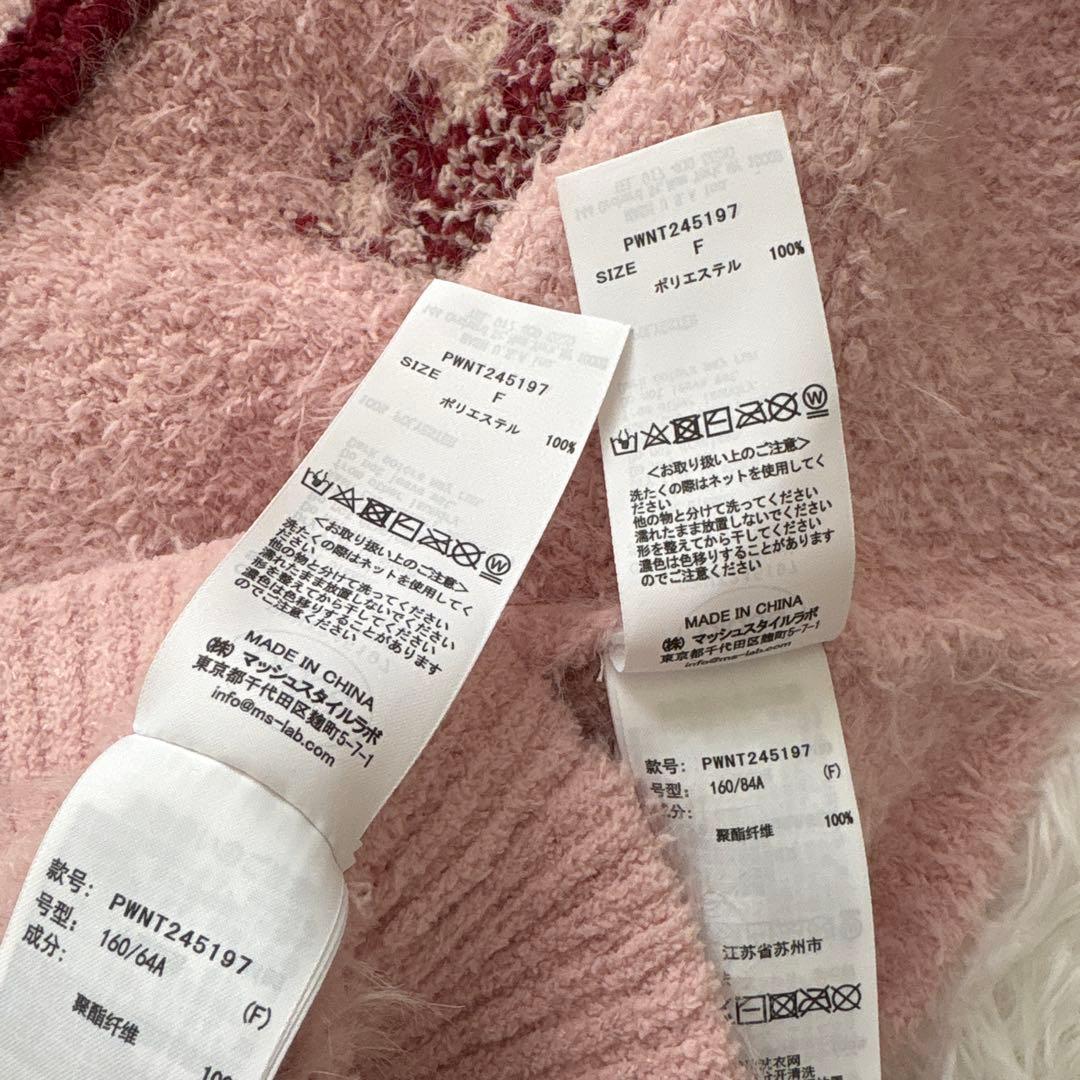 PWNT245197
SIZE F
ポリエステル 100%
<お取り扱い上のご注意>
洗たくの際はネットを使用してく
ださい
他の物と分けて洗ってください
濡れたまま放置しないでください
形を整えてから干してください
濃色は色移りすることがあります
のでご注意ください
MADE IN CHINA
(株) マッシュスタイルラボ
東京都千代田区麹町5-7-1
info@ms-lab.com
款号: PWNT245197
号型: 160/64A (F)
成分:
聚酯纤维
PWNT245197
SIZE F
ポリエステル 100%
<お取り扱い上のご注意>
洗たくの際はネットを使用してく
ださい
他の物と分けて洗ってください
濡れたまま放置しないでください
形を整えてから干してください
濃色は色移りすることがあります
のでご注意ください
MADE IN CHINA
(株) マッシュスタイルラボ
東京都千代田区麹町5-7-1
info@ms-lab.com
款号: PWNT245197
号型: 160/84A (F)
成分:
聚酯纤维 100%
江苏省苏州市